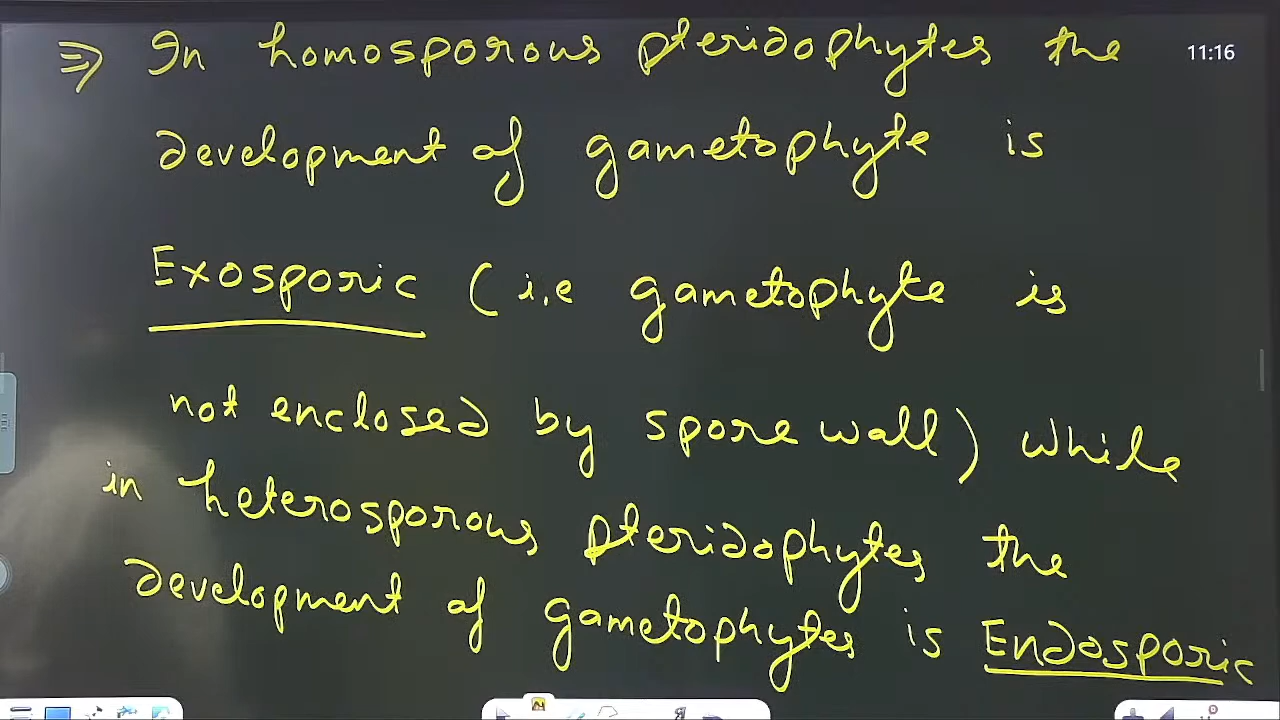 ⇒ In homosporous pteridophytes the
11:16
development of gametophyte is
Exosporic (i.e gametophyte is
not enclosed by spore wall) while
in heterosporous pteridophytes the
development of gametophytes is Endosporic